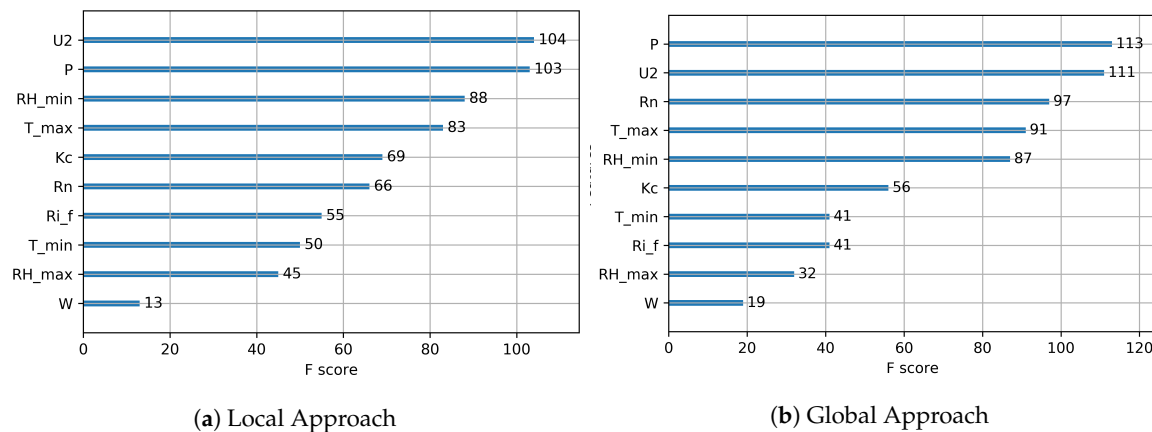 U2 104
P 103
RH_min 88
T_max 83
Kc 69
Rn 66
Ri_f 55
T_min 50
RH_max 45
W 13
0 20 40 60 80 100
F score
(a) Local Approach
P 113
U2 111
Rn 97
T_max 91
RH_min 87
Kc 56
T_min 41
Ri_f 41
RH_max 32
W 19
0 20 40 60 80 100 120
F score
(b) Global Approach